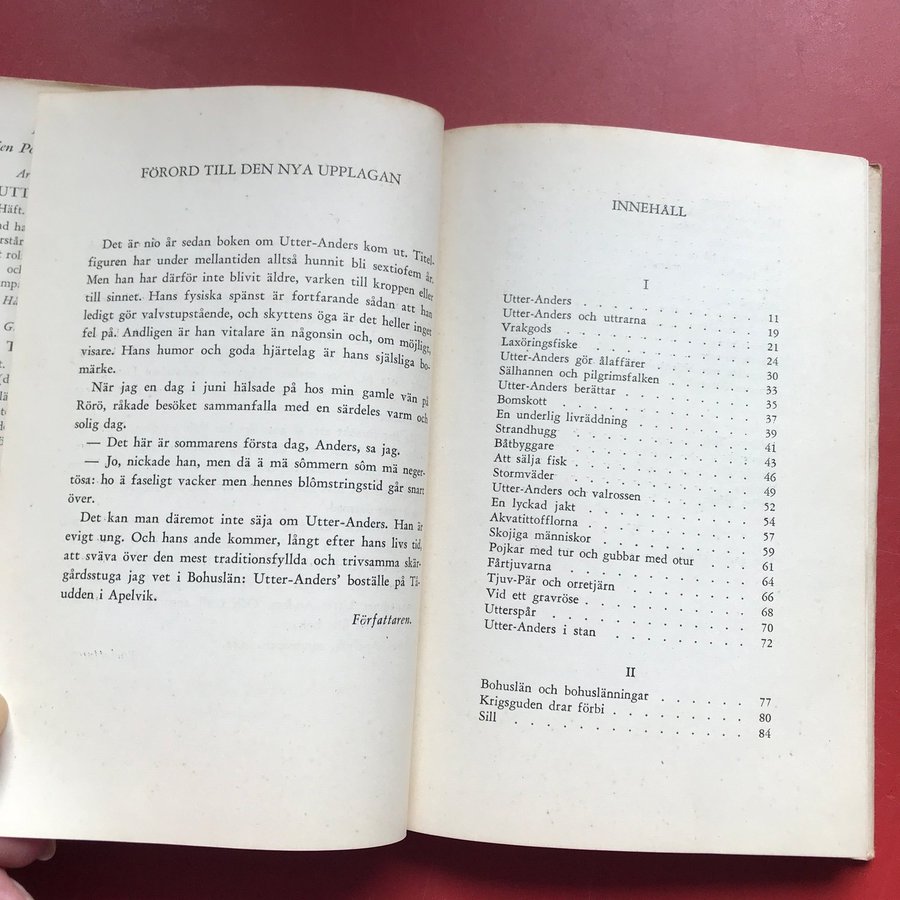 UTT
Häft.
FÖRORD TILL DEN NYA UPPLAGAN
Det är nio år sedan boken om Utter-Anders kom ut. Titel-
figuren har under mellantiden alltså hunnit bli sextiofem år.
Men han har därför inte blivit äldre, varken till kroppen eller
till sinnet. Hans fysiska spänst är fortfarande sådan att han
ledigt gör valvstupstående, och skyttens öga är det heller inget
fel på. Andligen är han vitalare än någonsin och, om möjligt,
visare. Hans humor och goda hjärtelag är hans själsliga bo-
märke.
När jag en dag i juni hälsade på hos min gamle vän på
Rörö, råkade besöket sammanfalla med en särdeles varm och
solig dag.
— Det här är sommarens första dag, Anders, sa jag.
— Jo, nickade han, men dä ä mä sömmern söm mä neger-
tösa: ho ä faseligt vacker men hennes blômstringstid går snart
över.
Det kan man däremot inte säja om Utter-Anders. Han är
evigt ung. Och hans ande kommer, långt efter hans livs tid,
att sväva över den mest traditionsfyllda och trivsamma skär-
gårdsstuga jag vet i Bohuslän: Utter-Anders' boställe på Tå-
udden i Apelvik.
Författaren.
INNEHÅLL
I
Utter-Anders . . . . . . . . . . 11
Utter-Anders och uttrarna . . . . . . 19
Vrakgods . . . . . . . . . . . 21
Laxöringsfiske . . . . . . . . . 24
Utter-Anders gör ålaffärer . . . . . . 30
Sälhannen och pilgrimsfalken . . . . . 33
Utter-Anders berättar . . . . . . . 35
Bomskott . . . . . . . . . . . 37
En underlig livräddning . . . . . . 39
Strandhugg . . . . . . . . . . 41
Båtbyggare . . . . . . . . . . 43
Att sälja fisk . . . . . . . . . 46
Stormväder . . . . . . . . . . 49
Utter-Anders och valrossen . . . . . . 52
En lyckad jakt . . . . . . . . . 54
Akvatittofflorna . . . . . . . . . 57
Skojiga människor . . . . . . . . 59
Pojkar med tur och gubbar med otur . . . 61
Fårtjuvarna . . . . . . . . . . 64
Tjuv-Pär och orretjärn . . . . . . . 66
Vid ett gravröse . . . . . . . . . 68
Utterspår . . . . . . . . . . . 70
Utter-Anders i stan . . . . . . . . 72
II
Bohuslän och bohuslänningar . . . . . . 77
Krigsguden drar förbi . . . . . . . 80
Sill . . . . . . . . . . . . . 84